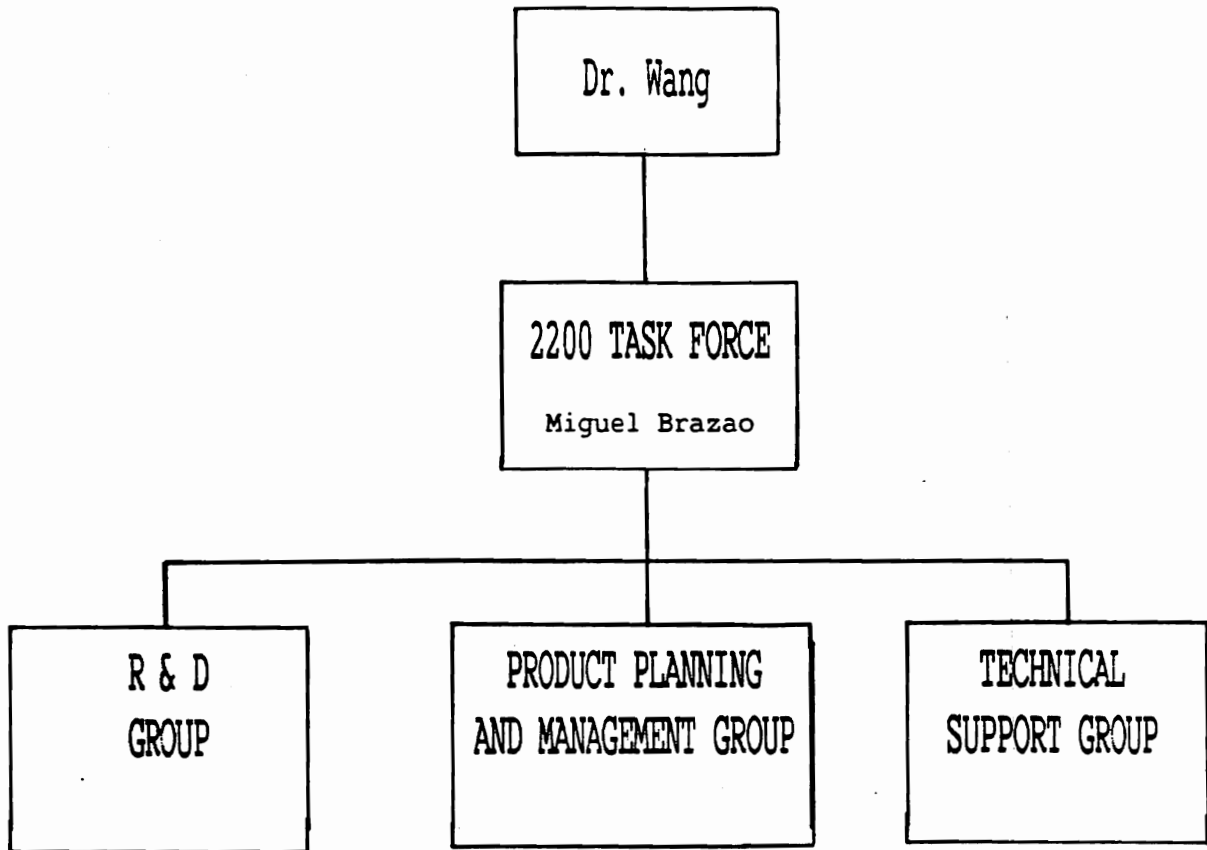 Dr. Wang
2200 TASK FORCE
Miguel Brazao
R & D
GROUP
PRODUCT PLANNING
AND MANAGEMENT GROUP
TECHNICAL
SUPPORT GROUP